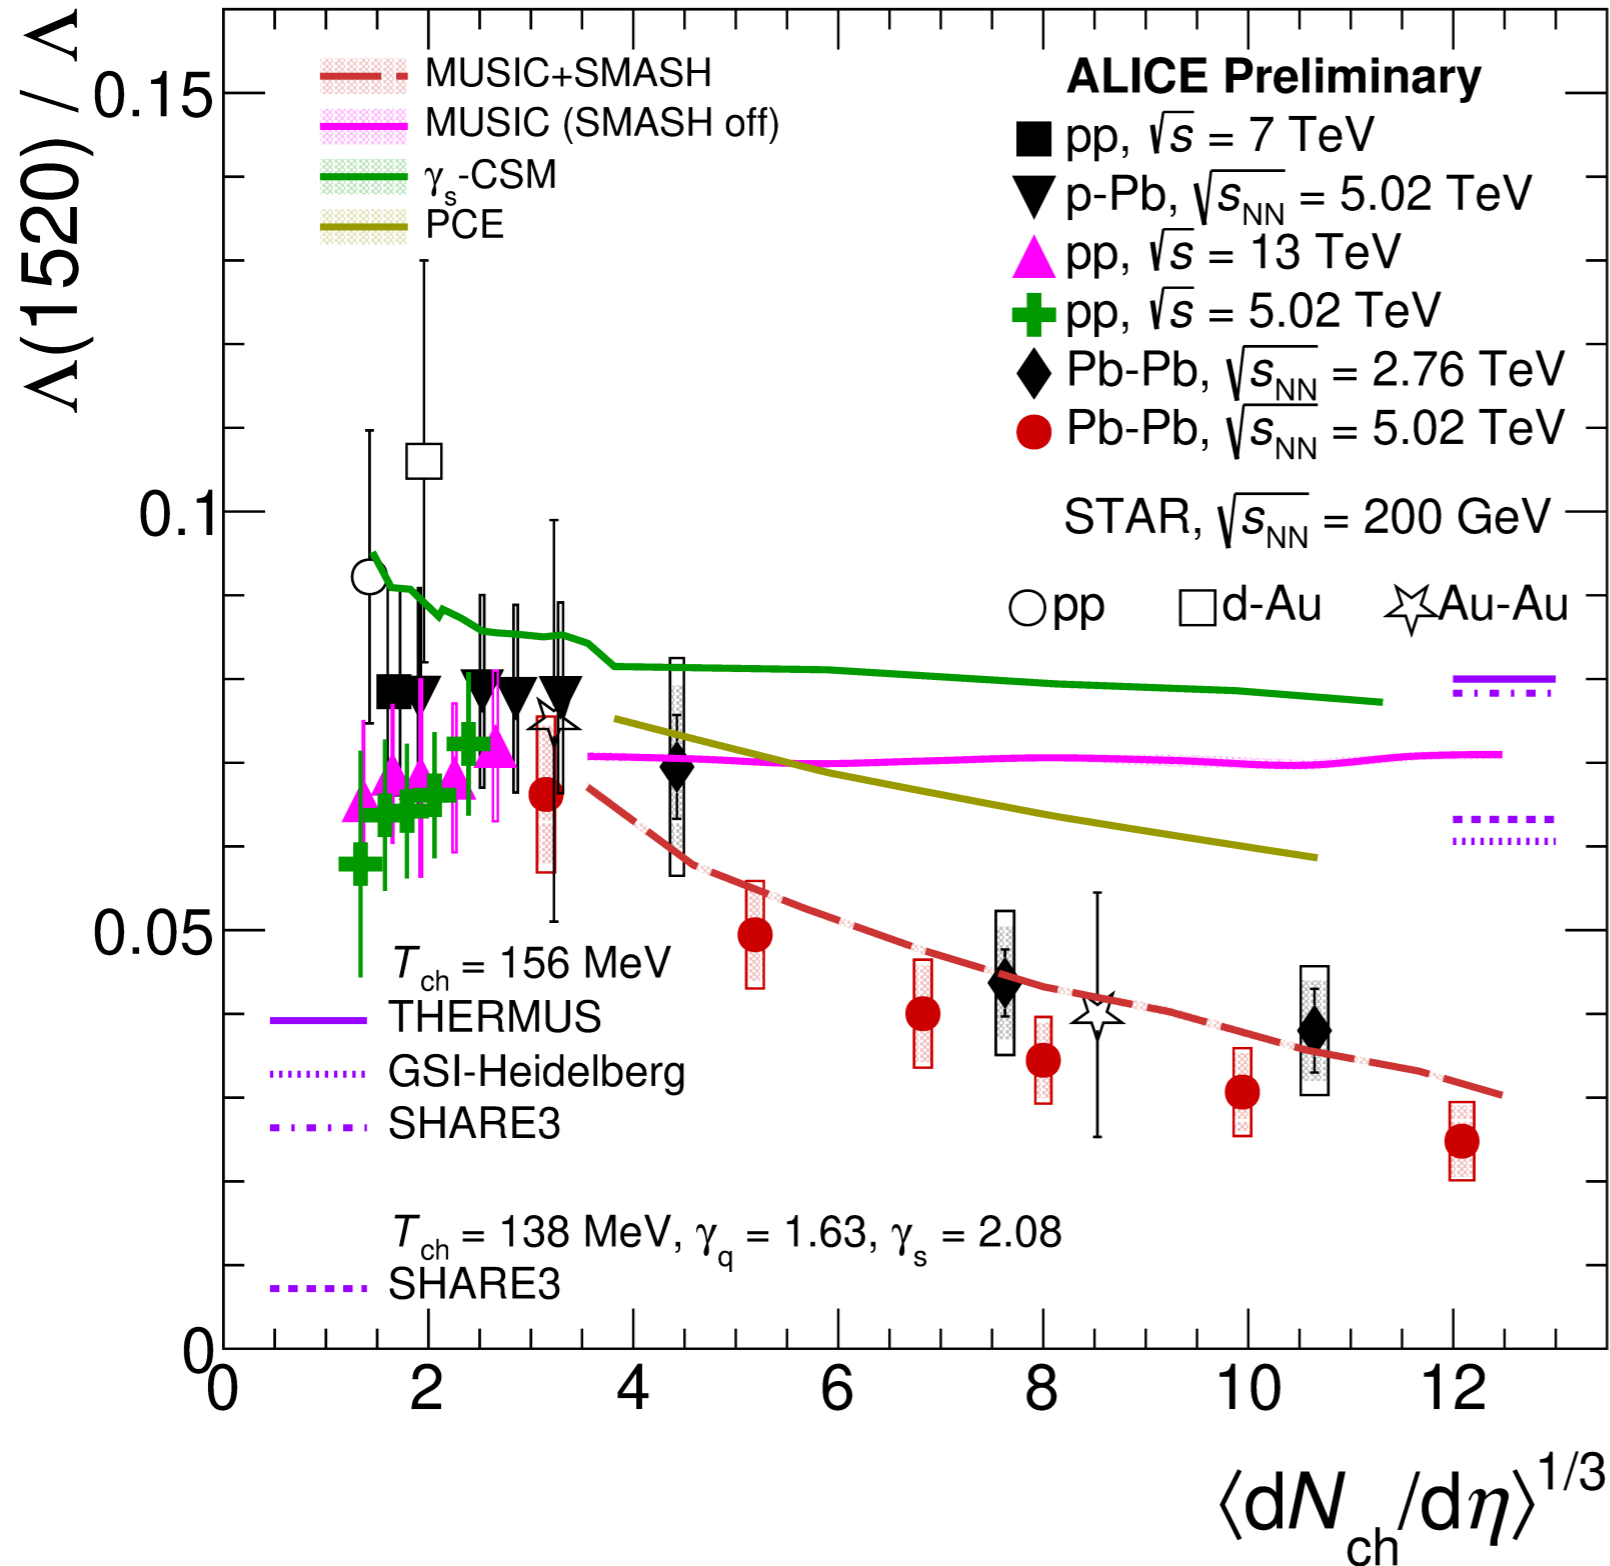 Λ(1520) / Λ
0.15
0.1
0.05
0
MUSIC+SMASH
MUSIC (SMASH off)
γs-CSM
PCE
ALICE Preliminary
pp, √s = 7 TeV
p-Pb, √sNN = 5.02 TeV
pp, √s = 13 TeV
pp, √s = 5.02 TeV
Pb-Pb, √sNN = 2.76 TeV
Pb-Pb, √sNN = 5.02 TeV
STAR, √sNN = 200 GeV
pp d-Au Au-Au
Tch = 156 MeV
THERMUS
GSI-Heidelberg
SHARE3
Tch = 138 MeV, γq = 1.63, γs = 2.08
SHARE3
0 2 4 6 8 10 12
⟨dNch/dη⟩1/3